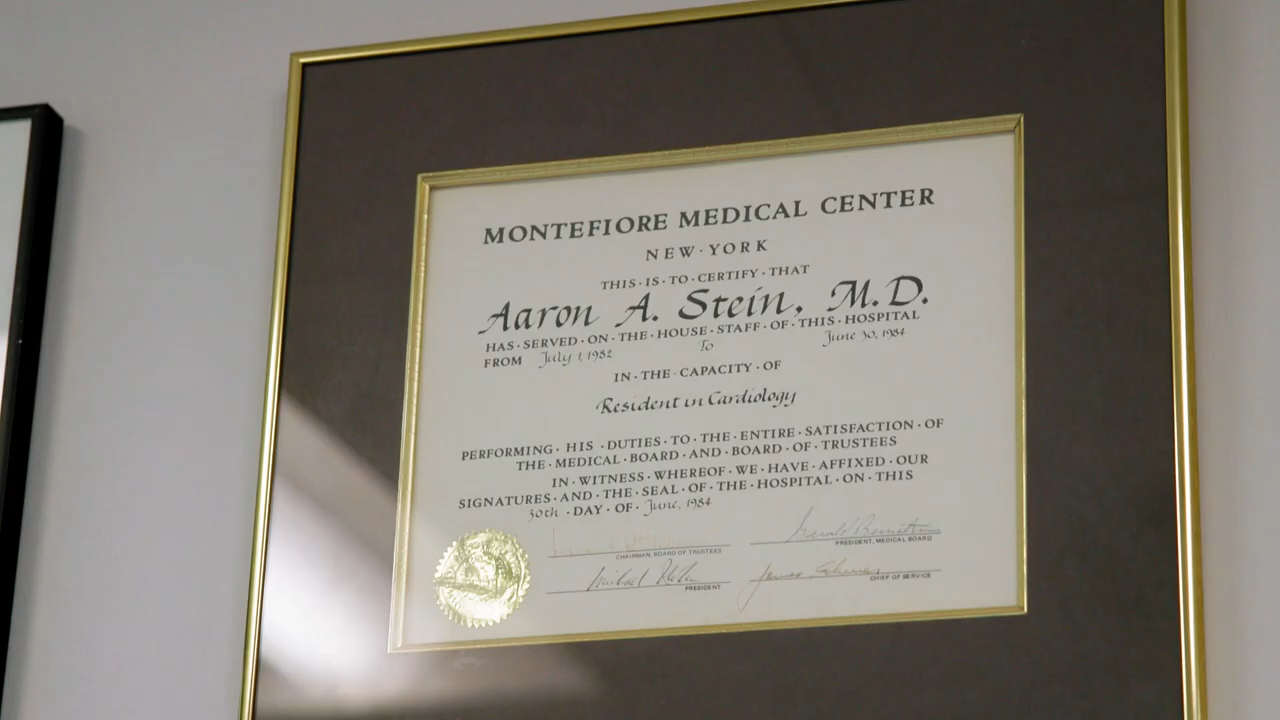 MONTEFIORE MEDICAL CENTER
NEW·YORK
THIS·IS·TO·CERTIFY·THAT
Aaron A. Stein, M.D.
HAS·SERVED·ON·THE·HOUSE·STAFF·OF·THIS·HOSPITAL
FROM July 1, 1982 To June 30, 1984
IN·THE·CAPACITY·OF
Resident in Cardiology
PERFORMING·HIS·DUTIES·TO·THE·ENTIRE·SATISFACTION·OF
THE·MEDICAL·BOARD·AND·BOARD·OF·TRUSTEES
IN·WITNESS·WHEREOF·WE·HAVE·AFFIXED·OUR
SIGNATURES·AND·THE·SEAL·OF·THE·HOSPITAL·ON·THIS
30th·DAY·OF·June, 1984
CHAIRMAN, BOARD OF TRUSTEES
PRESIDENT, MEDICAL BOARD
PRESIDENT
CHIEF OF SERVICE